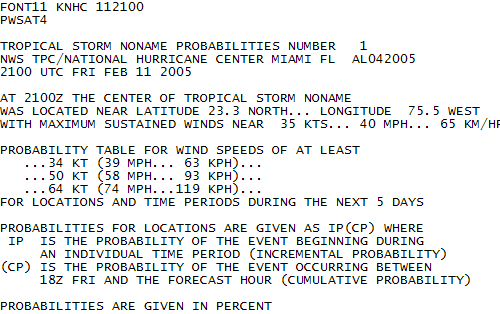 FONT11 KNHC 112100
PWSAT4
TROPICAL STORM NONAME PROBABILITIES NUMBER   1
NWS TPC/NATIONAL HURRICANE CENTER MIAMI FL  AL042005
2100 UTC FRI FEB 11 2005
AT 2100Z THE CENTER OF TROPICAL STORM NONAME
WAS LOCATED NEAR LATITUDE 23.3 NORTH... LONGITUDE  75.5 WEST
WITH MAXIMUM SUSTAINED WINDS NEAR  35 KTS... 40 MPH... 65 KM/HR
PROBABILITY TABLE FOR WIND SPEEDS OF AT LEAST
...34 KT (39 MPH... 63 KPH)...
...50 KT (58 MPH... 93 KPH)...
...64 KT (74 MPH...119 KPH)...
FOR LOCATIONS AND TIME PERIODS DURING THE NEXT 5 DAYS
PROBABILITIES FOR LOCATIONS ARE GIVEN AS IP(CP) WHERE
IP  IS THE PROBABILITY OF THE EVENT BEGINNING DURING
AN INDIVIDUAL TIME PERIOD (INCREMENTAL PROBABILITY)
(CP) IS THE PROBABILITY OF THE EVENT OCCURRING BETWEEN
18Z FRI AND THE FORECAST HOUR (CUMULATIVE PROBABILITY)
PROBABILITIES ARE GIVEN IN PERCENT